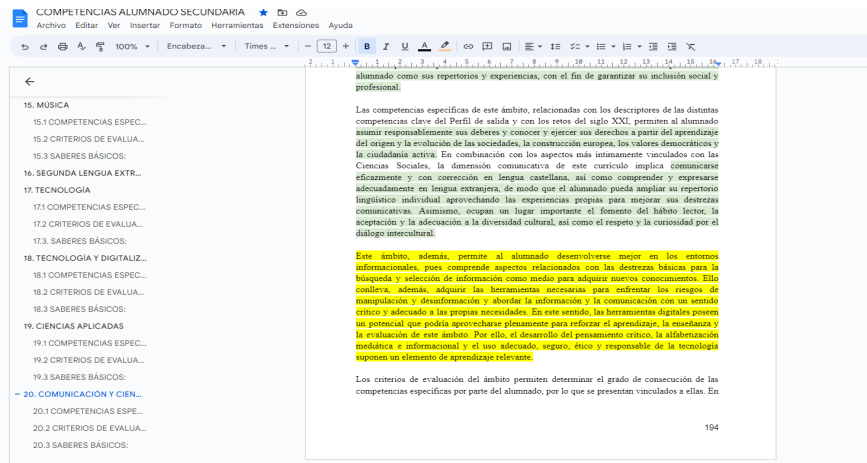 COMPETENCIAS ALUMNADO SECUNDARIA
Archivo Editar Ver Insertar Formato Herramientas Extensiones Ayuda
100% Encabeza... Times ... − 12 + B I U A
2 1 1 2 3 4 5 6 7 8 9 10 11 12 13 14 15 16 17 18
15. MÚSICA
15.1 COMPETENCIAS ESPEC...
15.2 CRITERIOS DE EVALUA...
15.3 SABERES BÁSICOS:
16. SEGUNDA LENGUA EXTR...
17. TECNOLOGÍA
17.1 COMPETENCIAS ESPEC...
17.2 CRITERIOS DE EVALUA...
17.3. SABERES BÁSICOS:
18. TECNOLOGÍA Y DIGITALIZ...
18.1 COMPETENCIAS ESPEC...
18.2 CRITERIOS DE EVALUA...
18.3 SABERES BÁSICOS:
19. CIENCIAS APLICADAS
19.1 COMPETENCIAS ESPEC...
19.2 CRITERIOS DE EVALUA...
19.3 SABERES BÁSICOS:
20. COMUNICACIÓN Y CIEN...
20.1 COMPETENCIAS ESPE...
20.2 CRITERIOS DE EVALUA...
20.3 SABERES BÁSICOS:
alumnado como sus repertorios y experiencias, con el fin de garantizar su inclusión social y
profesional.
Las competencias específicas de este ámbito, relacionadas con los descriptores de las distintas
competencias clave del Perfil de salida y con los retos del siglo XXI, permiten al alumnado
asumir responsablemente sus deberes y conocer y ejercer sus derechos a partir del aprendizaje
del origen y la evolución de las sociedades, la construcción europea, los valores democráticos y
la ciudadanía activa. En combinación con los aspectos más íntimamente vinculados con las
Ciencias Sociales, la dimensión comunicativa de este currículo implica comunicarse
eficazmente y con corrección en lengua castellana, así como comprender y expresarse
adecuadamente en lengua extranjera, de modo que el alumnado pueda ampliar su repertorio
lingüístico individual aprovechando las experiencias propias para mejorar sus destrezas
comunicativas. Asimismo, ocupan un lugar importante el fomento del hábito lector, la
aceptación y la adecuación a la diversidad cultural, así como el respeto y la curiosidad por el
diálogo intercultural.
Este ámbito, además, permite al alumnado desenvolverse mejor en los entornos
informacionales, pues comprende aspectos relacionados con las destrezas básicas para la
búsqueda y selección de información como medio para adquirir nuevos conocimientos. Ello
conlleva, además, adquirir las herramientas necesarias para enfrentar los riesgos de
manipulación y desinformación y abordar la información y la comunicación con un sentido
crítico y adecuado a las propias necesidades. En este sentido, las herramientas digitales poseen
un potencial que podría aprovecharse plenamente para reforzar el aprendizaje, la enseñanza y
la evaluación de este ámbito. Por ello, el desarrollo del pensamiento crítico, la alfabetización
mediática e informacional y el uso adecuado, seguro, ético y responsable de la tecnología
suponen un elemento de aprendizaje relevante.
Los criterios de evaluación del ámbito permiten determinar el grado de consecución de las
competencias específicas por parte del alumnado, por lo que se presentan vinculados a ellas. En
194